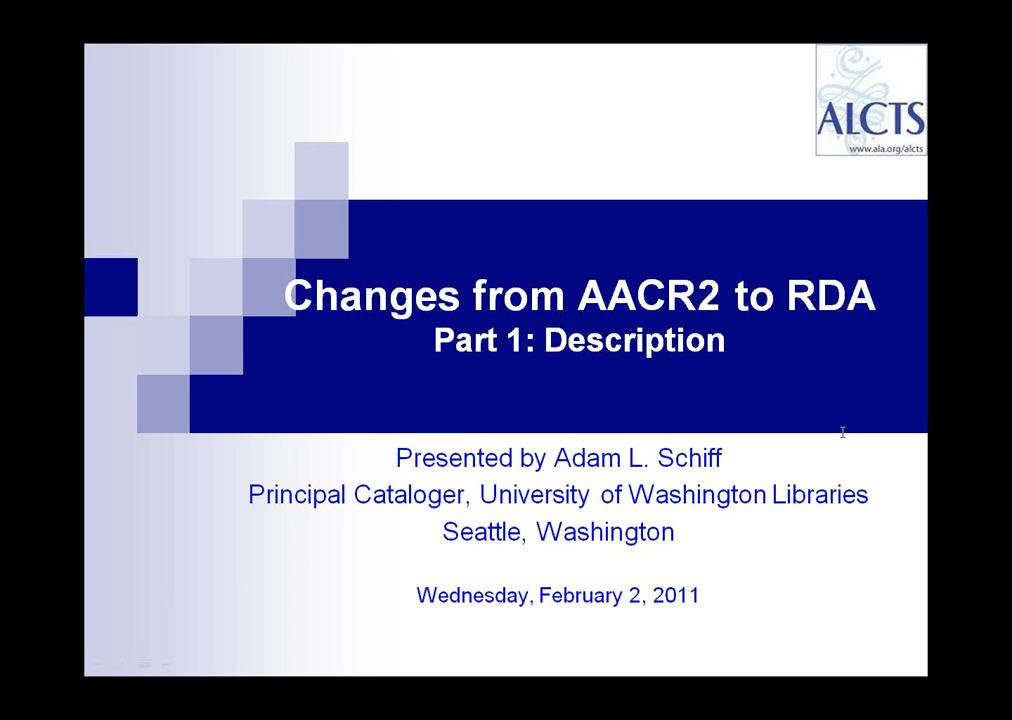 ALCTS
www.ala.org/alcts
Changes from AACR2 to RDA
Part 1: Description
Presented by Adam L. Schiff
Principal Cataloger, University of Washington Libraries
Seattle, Washington
Wednesday, February 2, 2011